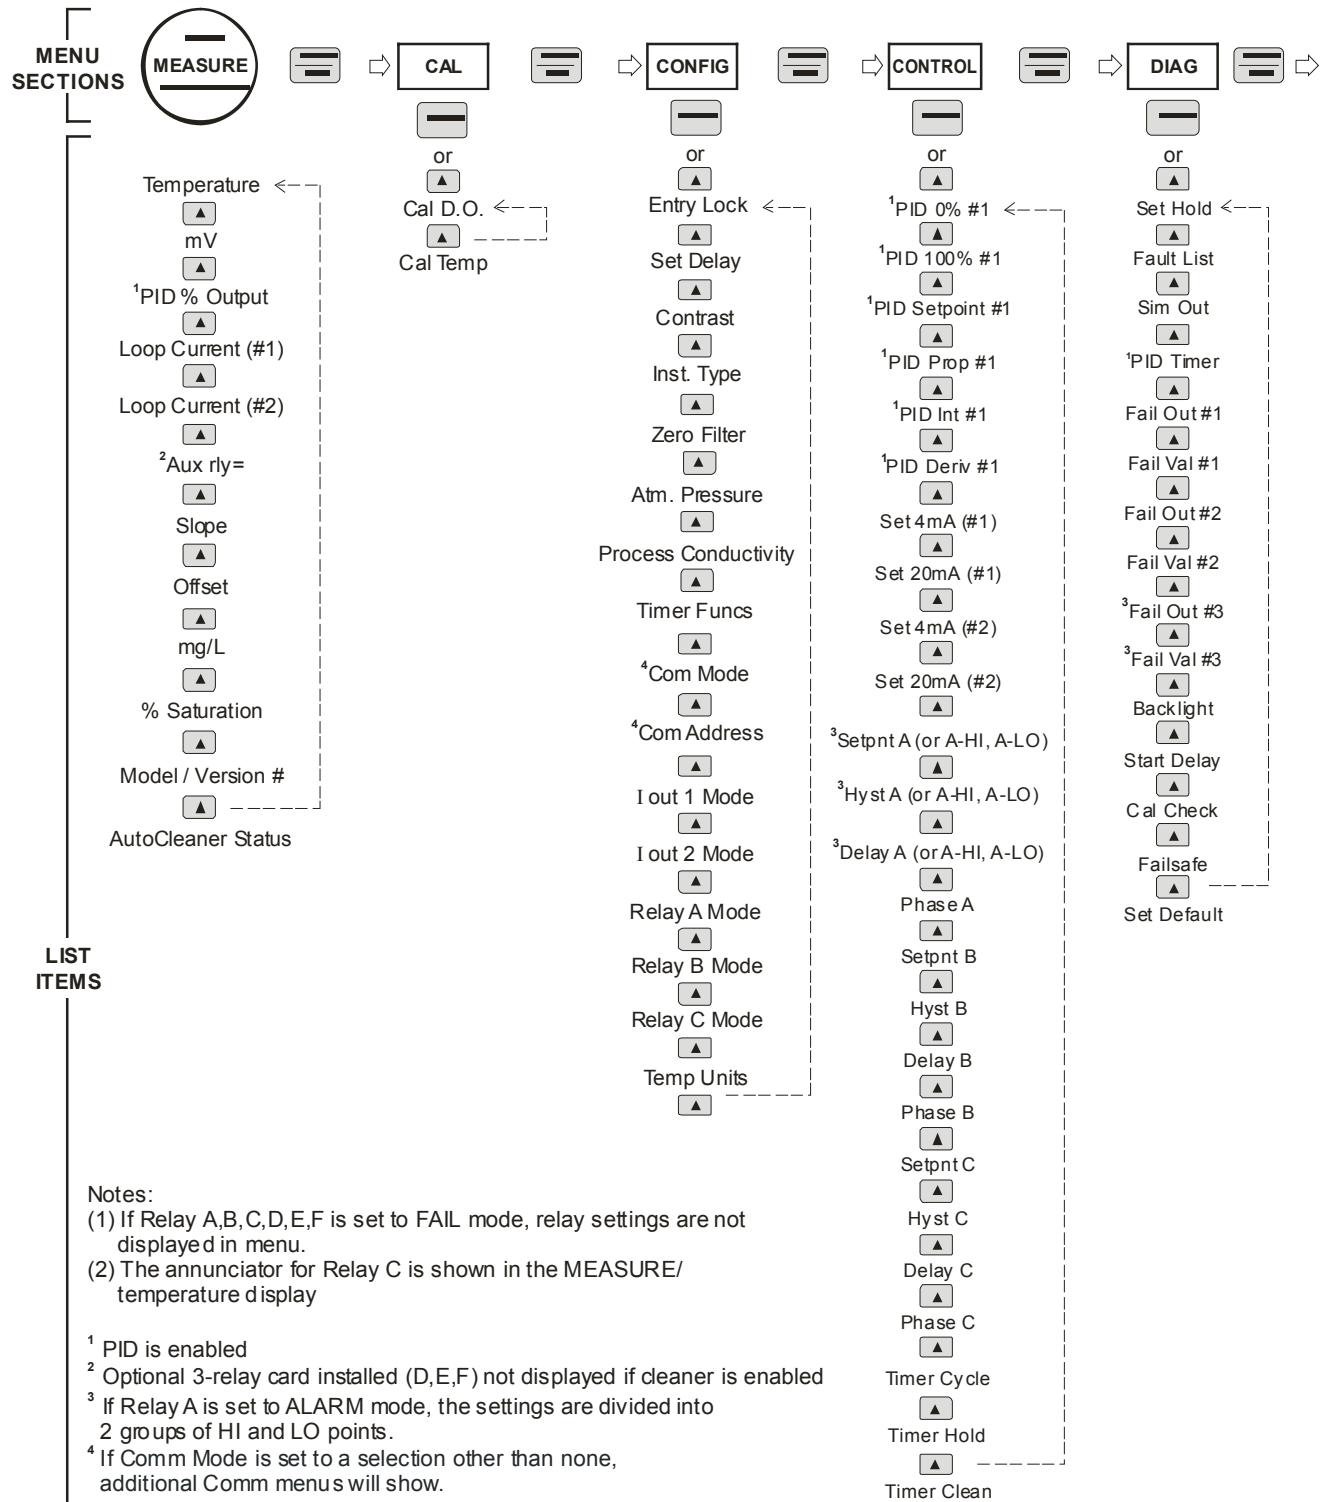 MENU
SECTIONS
MEASURE
CAL
CONFIG
CONTROL
DIAG
LIST
ITEMS
Temperature
mV
¹PID % Output
Loop Current (#1)
Loop Current (#2)
²Aux rly=
Slope
Offset
mg/L
% Saturation
Model / Version #
AutoCleaner Status
or
Cal D.O.
Cal Temp
or
Entry Lock
Set Delay
Contrast
Inst. Type
Zero Filter
Atm. Pressure
Process Conductivity
Timer Funcs
⁴Com Mode
⁴Com Address
I out 1 Mode
I out 2 Mode
Relay A Mode
Relay B Mode
Relay C Mode
Temp Units
or
¹PID 0% #1
¹PID 100% #1
¹PID Setpoint #1
¹PID Prop #1
¹PID Int #1
¹PID Deriv #1
Set 4mA (#1)
Set 20mA (#1)
Set 4mA (#2)
Set 20mA (#2)
³Setpnt A (or A-HI, A-LO)
³Hyst A (or A-HI, A-LO)
³Delay A (or A-HI, A-LO)
Phase A
Setpnt B
Hyst B
Delay B
Phase B
Setpnt C
Hyst C
Delay C
Phase C
Timer Cycle
Timer Hold
Timer Clean
or
Set Hold
Fault List
Sim Out
¹PID Timer
Fail Out #1
Fail Val #1
Fail Out #2
Fail Val #2
³Fail Out #3
³Fail Val #3
Backlight
Start Delay
Cal Check
Failsafe
Set Default
Notes:
(1) If Relay A,B,C,D,E,F is set to FAIL mode, relay settings are not
displayed in menu.
(2) The annunciator for Relay C is shown in the MEASURE/
temperature display
¹ PID is enabled
² Optional 3-relay card installed (D,E,F) not displayed if cleaner is enabled
³ If Relay A is set to ALARM mode, the settings are divided into
2 groups of HI and LO points.
⁴ If Comm Mode is set to a selection other than none,
additional Comm menus will show.